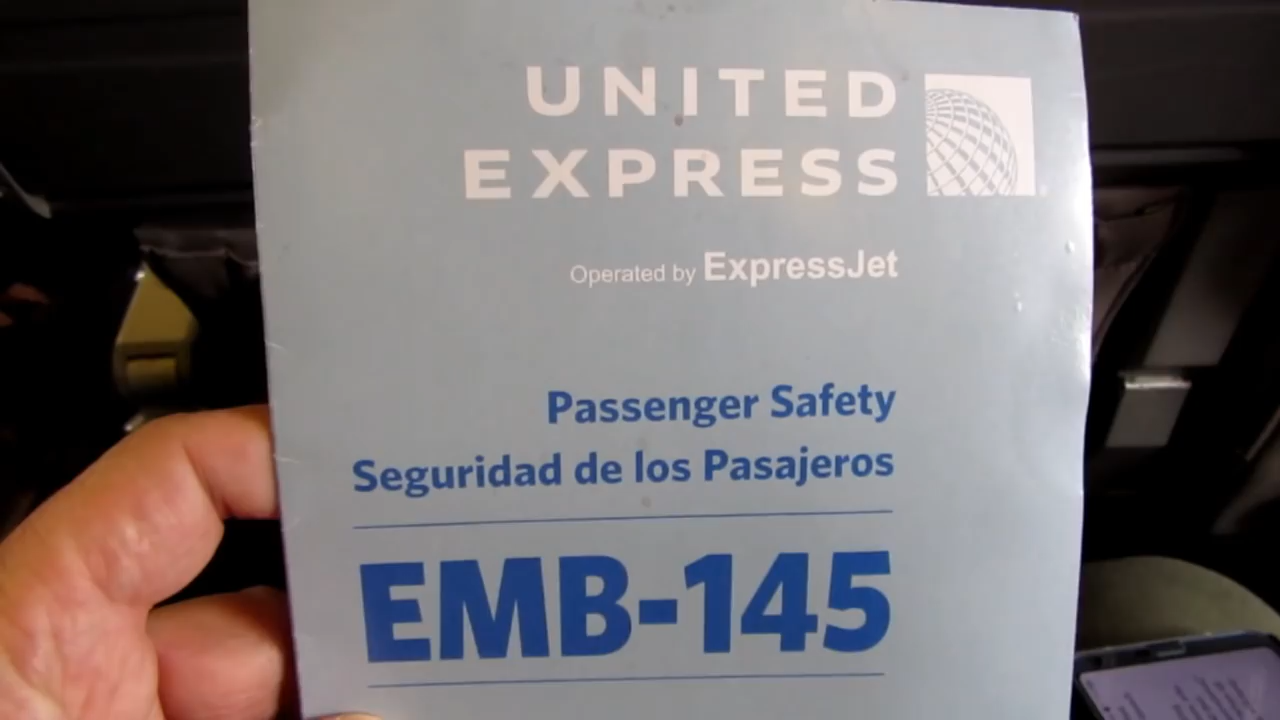 UNITED
EXPRESS
Operated by ExpressJet
Passenger Safety
Seguridad de los Pasajeros
EMB-145